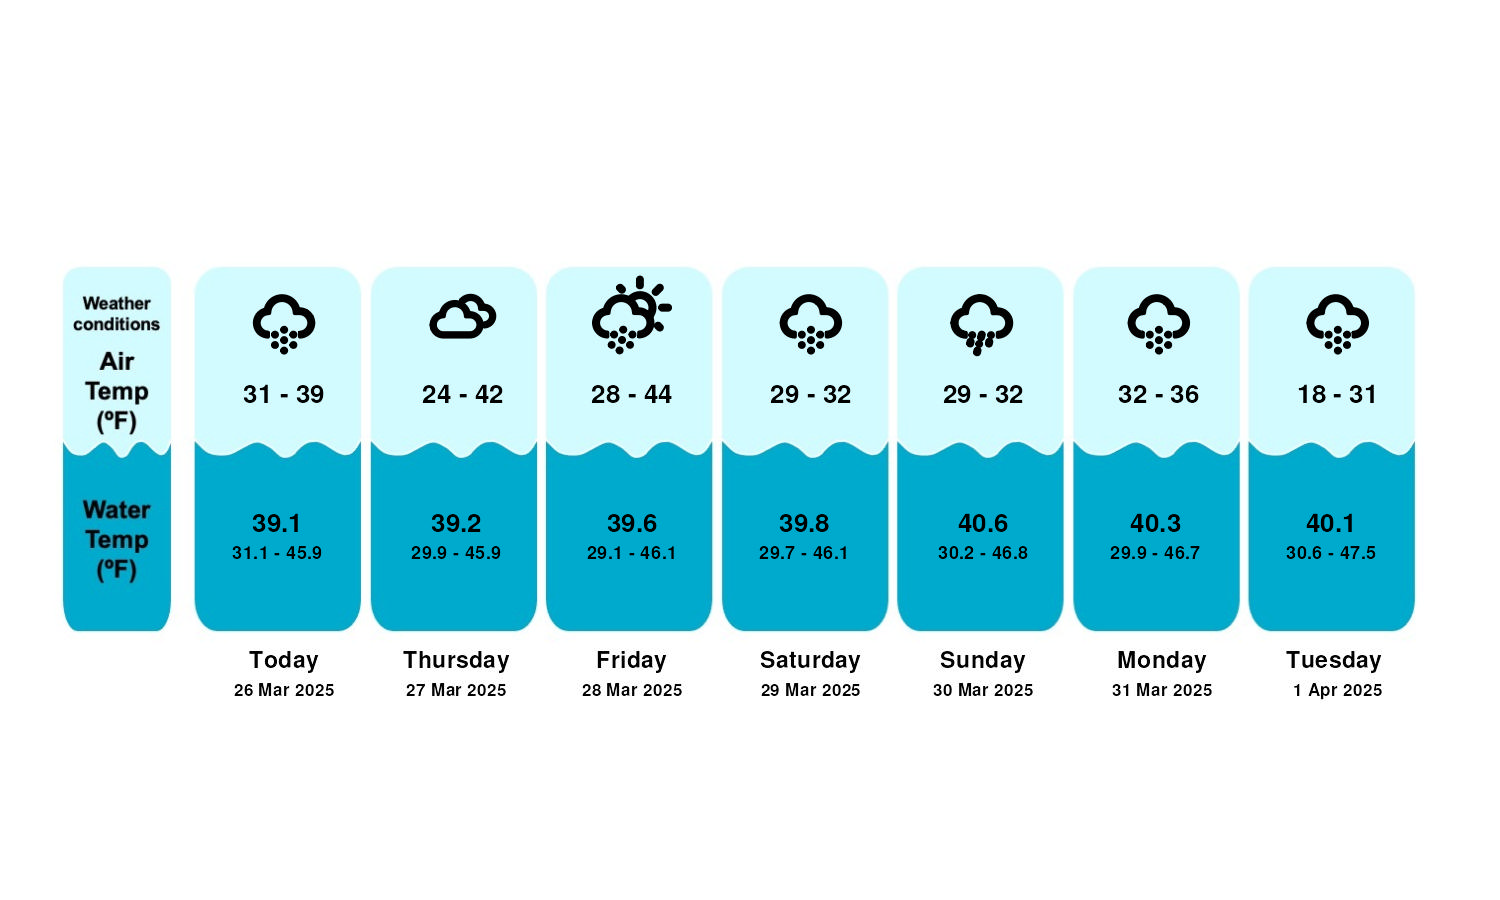 Weather
conditions
Air
Temp
(ºF)
31 - 39
24 - 42
28 - 44
29 - 32
29 - 32
32 - 36
18 - 31
Water
Temp
(ºF)
39.1
39.2
39.6
39.8
40.6
40.3
40.1
31.1 - 45.9
29.9 - 45.9
29.1 - 46.1
29.7 - 46.1
30.2 - 46.8
29.9 - 46.7
30.6 - 47.5
Today
Thursday
Friday
Saturday
Sunday
Monday
Tuesday
26 Mar 2025
27 Mar 2025
28 Mar 2025
29 Mar 2025
30 Mar 2025
31 Mar 2025
1 Apr 2025